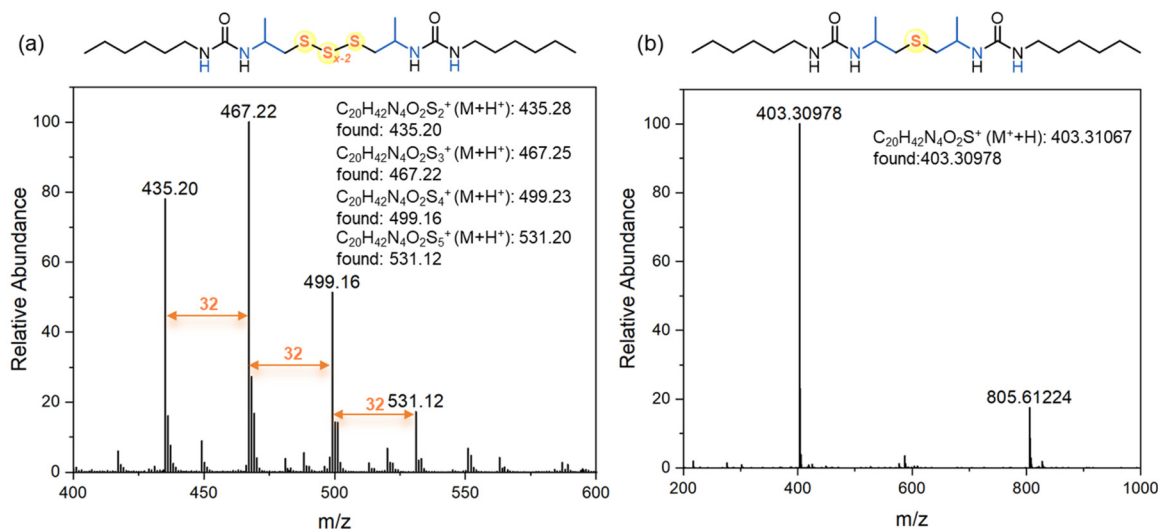 (a)
O
N
H
N
H
S
S
x-2
S
N
H
O
N
H
(b)
O
N
H
N
H
S
N
H
O
N
H
467.22
435.20
499.16
531.12
32
32
32
C20H42N4O2S2+ (M+H+): 435.28
found: 435.20
C20H42N4O2S3+ (M+H+): 467.25
found: 467.22
C20H42N4O2S4+ (M+H+): 499.23
found: 499.16
C20H42N4O2S5+ (M+H+): 531.20
found: 531.12
Relative Abundance
100
80
60
40
20
0
400
450
500
550
600
m/z
403.30978
C20H42N4O2S+ (M++H): 403.31067
found:403.30978
805.61224
Relative Abundance
100
80
60
40
20
0
200
400
600
800
1000
m/z